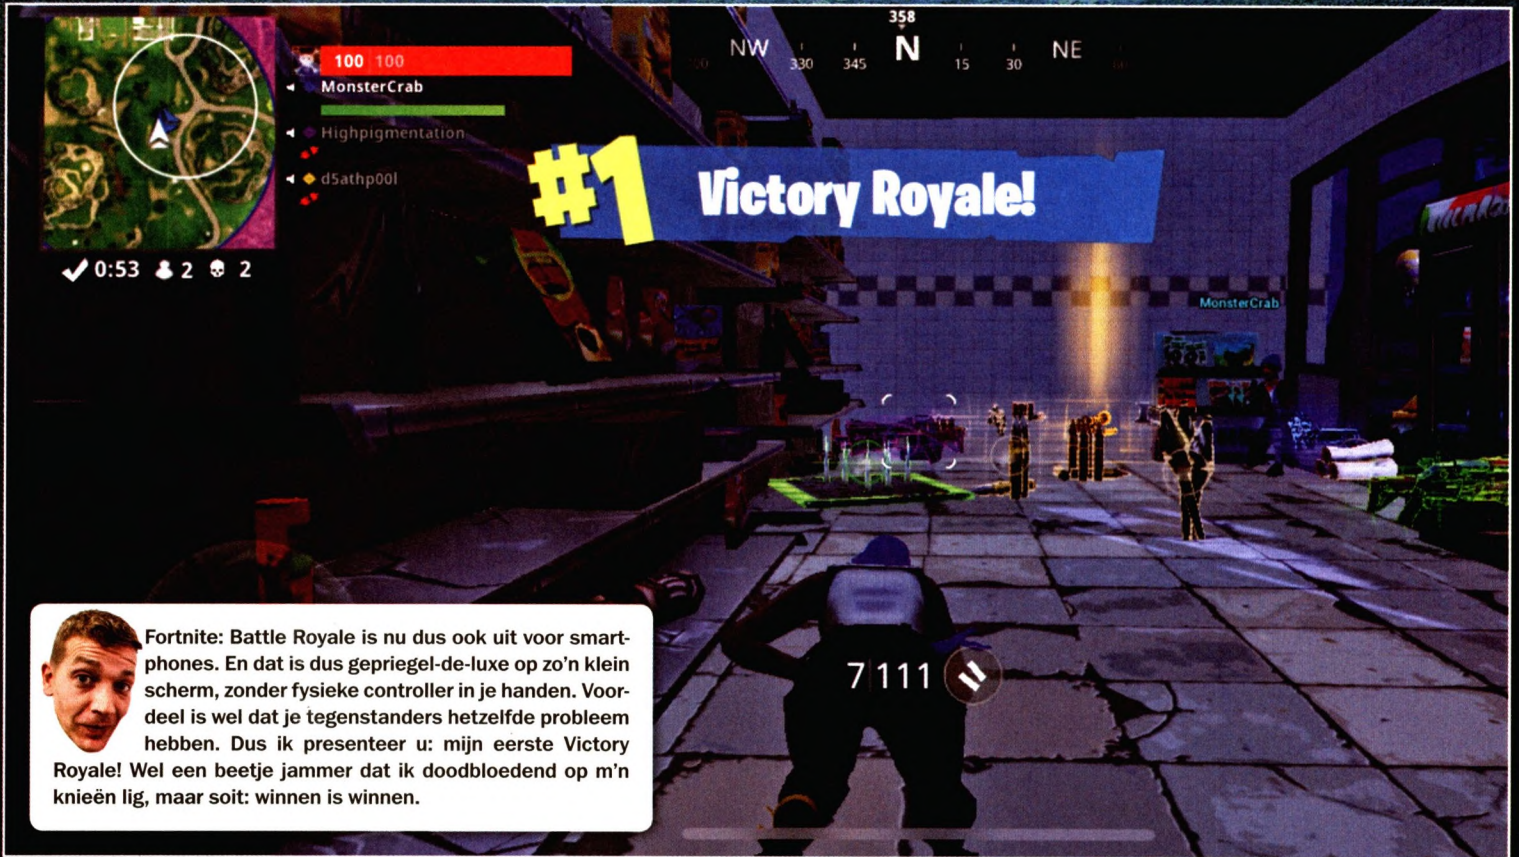 358
NW 330 345 N 15 30 NE 60
100 100
MonsterCrab
Highpigmentation
d5athp00l
#1 Victory Royale!
0:53 2 2
MonsterCrab
7 111
Fortnite: Battle Royale is nu dus ook uit voor smart-
phones. En dat is dus gepriegel-de-luxe op zo'n klein
scherm, zonder fysieke controller in je handen. Voor-
deel is wel dat je tegenstanders hetzelfde probleem
hebben. Dus ik presenteer u: mijn eerste Victory
Royale! Wel een beetje jammer dat ik doodbloedend op m'n
knieën lig, maar soit: winnen is winnen.